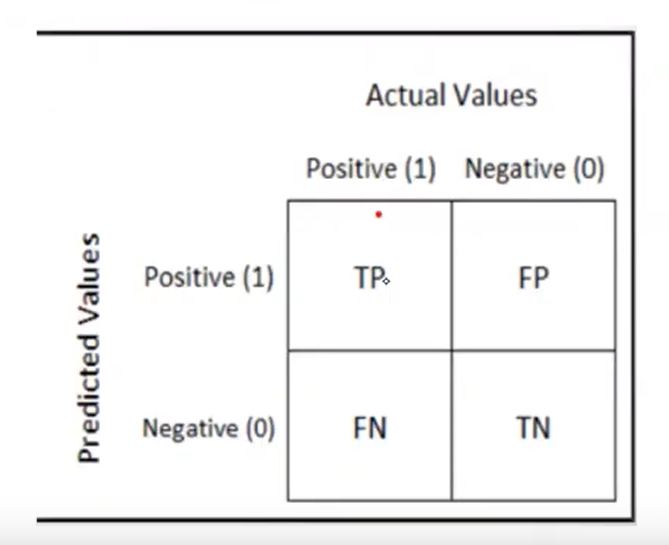 Actual Values
Positive (1) Negative (0)
Predicted Values
Positive (1) TP FP
Negative (0) FN TN